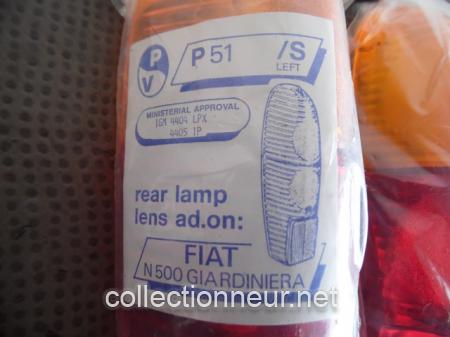 P V
P 51 /S
LEFT
MINISTERIAL APPROVAL
IGM 4404 LPX
4405 IP
rear lamp
lens ad.on:
FIAT
N 500 GIARDINIERA
collectionneur.net